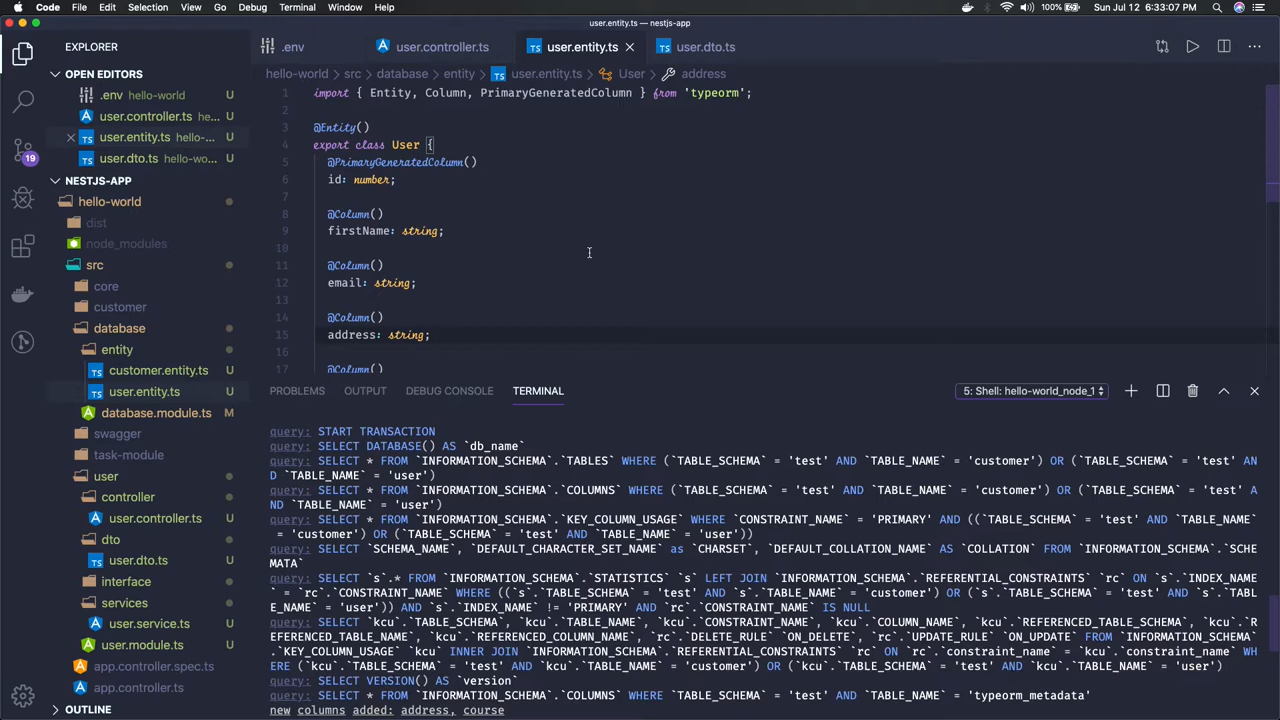 Code File Edit Selection View Go Debug Terminal Window Help 100% Sun Jul 12 6:33:07 PM
user.entity.ts — nestjs-app
EXPLORER
.env
user.controller.ts
user.entity.ts
user.dto.ts
OPEN EDITORS
.env hello-world U
user.controller.ts he... U
user.entity.ts hello-... U
user.dto.ts hello-wo... U
NESTJS-APP
hello-world
dist
node_modules
src
core
customer
database
entity
customer.entity.ts U
user.entity.ts U
database.module.ts M
swagger
task-module
user
controller
user.controller.ts U
dto
user.dto.ts U
interface
services
user.service.ts U
user.module.ts U
app.controller.spec.ts
app.controller.ts
OUTLINE
19
hello-world > src > database > entity > TS user.entity.ts > User > address
1 import { Entity, Column, PrimaryGeneratedColumn } from 'typeorm';
2
3 @Entity()
4 export class User {
5 @PrimaryGeneratedColumn()
6 id: number;
7
8 @Column()
9 firstName: string;
10
11 @Column()
12 email: string;
13
14 @Column()
15 address: string;
16
17 @Column()
PROBLEMS OUTPUT DEBUG CONSOLE TERMINAL 5: Shell: hello-world_node_1
query: START TRANSACTION
query: SELECT DATABASE() AS `db_name`
query: SELECT * FROM `INFORMATION_SCHEMA`.`TABLES` WHERE (`TABLE_SCHEMA` = 'test' AND `TABLE_NAME` = 'customer') OR (`TABLE_SCHEMA` = 'test' AN
D `TABLE_NAME` = 'user')
query: SELECT * FROM `INFORMATION_SCHEMA`.`COLUMNS` WHERE (`TABLE_SCHEMA` = 'test' AND `TABLE_NAME` = 'customer') OR (`TABLE_SCHEMA` = 'test' A
ND `TABLE_NAME` = 'user')
query: SELECT * FROM `INFORMATION_SCHEMA`.`KEY_COLUMN_USAGE` WHERE `CONSTRAINT_NAME` = 'PRIMARY' AND ((`TABLE_SCHEMA` = 'test' AND `TABLE_NAME`
= 'customer') OR (`TABLE_SCHEMA` = 'test' AND `TABLE_NAME` = 'user'))
query: SELECT `SCHEMA_NAME`, `DEFAULT_CHARACTER_SET_NAME` as `CHARSET`, `DEFAULT_COLLATION_NAME` AS `COLLATION` FROM `INFORMATION_SCHEMA`.`SCHE
MATA`
query: SELECT `s`.* FROM `INFORMATION_SCHEMA`.`STATISTICS` `s` LEFT JOIN `INFORMATION_SCHEMA`.`REFERENTIAL_CONSTRAINTS` `rc` ON `s`.`INDEX_NAME
` = `rc`.`CONSTRAINT_NAME` WHERE ((`s`.`TABLE_SCHEMA` = 'test' AND `s`.`TABLE_NAME` = 'customer') OR (`s`.`TABLE_SCHEMA` = 'test' AND `s`.`TABL
E_NAME` = 'user')) AND `s`.`INDEX_NAME` != 'PRIMARY' AND `rc`.`CONSTRAINT_NAME` IS NULL
query: SELECT `kcu`.`TABLE_SCHEMA`, `kcu`.`TABLE_NAME`, `kcu`.`CONSTRAINT_NAME`, `kcu`.`COLUMN_NAME`, `kcu`.`REFERENCED_TABLE_SCHEMA`, `kcu`.`R
EFERENCED_TABLE_NAME`, `kcu`.`REFERENCED_COLUMN_NAME`, `rc`.`DELETE_RULE` `ON_DELETE`, `rc`.`UPDATE_RULE` `ON_UPDATE` FROM `INFORMATION_SCHEMA`
.`KEY_COLUMN_USAGE` `kcu` INNER JOIN `INFORMATION_SCHEMA`.`REFERENTIAL_CONSTRAINTS` `rc` ON `rc`.`constraint_name` = `kcu`.`constraint_name` WH
ERE (`kcu`.`TABLE_SCHEMA` = 'test' AND `kcu`.`TABLE_NAME` = 'customer') OR (`kcu`.`TABLE_SCHEMA` = 'test' AND `kcu`.`TABLE_NAME` = 'user')
query: SELECT VERSION() AS `version`
query: SELECT * FROM `INFORMATION_SCHEMA`.`COLUMNS` WHERE `TABLE_SCHEMA` = 'test' AND `TABLE_NAME` = 'typeorm_metadata'
new columns added: address, course